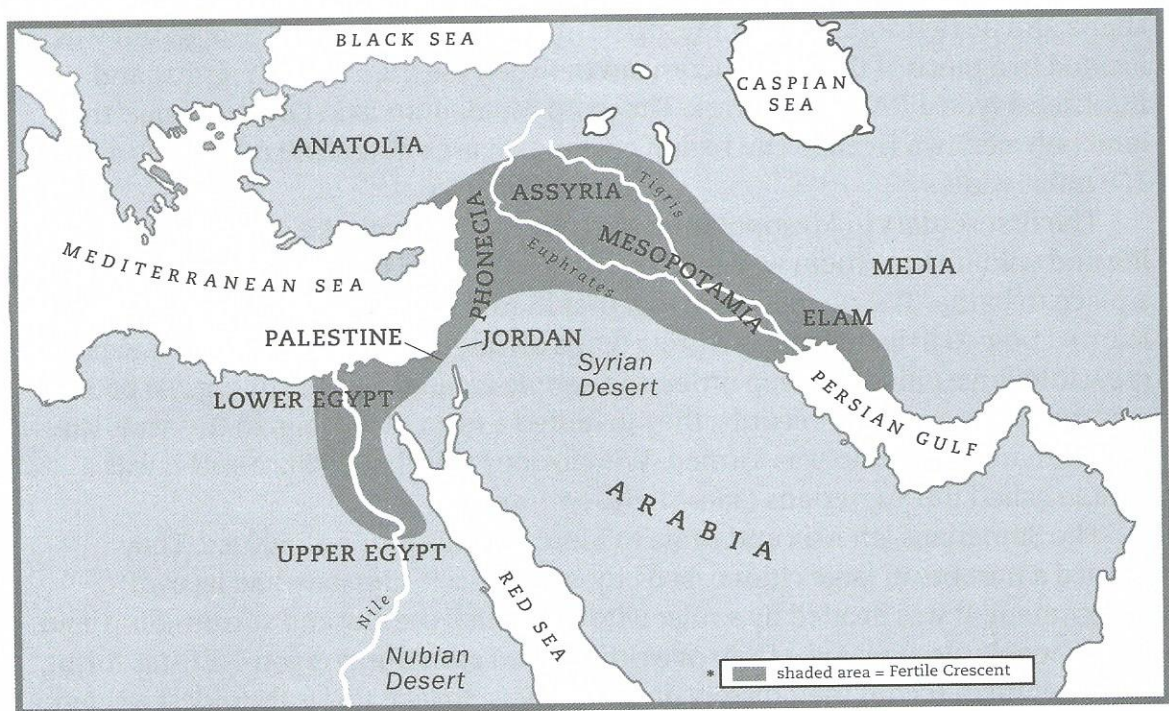 BLACK SEA
CASPIAN
SEA
ANATOLIA
ASSYRIA
Tigris
MESOPOTAMIA
Euphrates
PHONECIA
MEDITERRANEAN SEA
MEDIA
ELAM
PALESTINE
JORDAN
Syrian
Desert
PERSIAN GULF
LOWER EGYPT
ARABIA
UPPER EGYPT
Nile
RED SEA
Nubian
Desert
* shaded area = Fertile Crescent